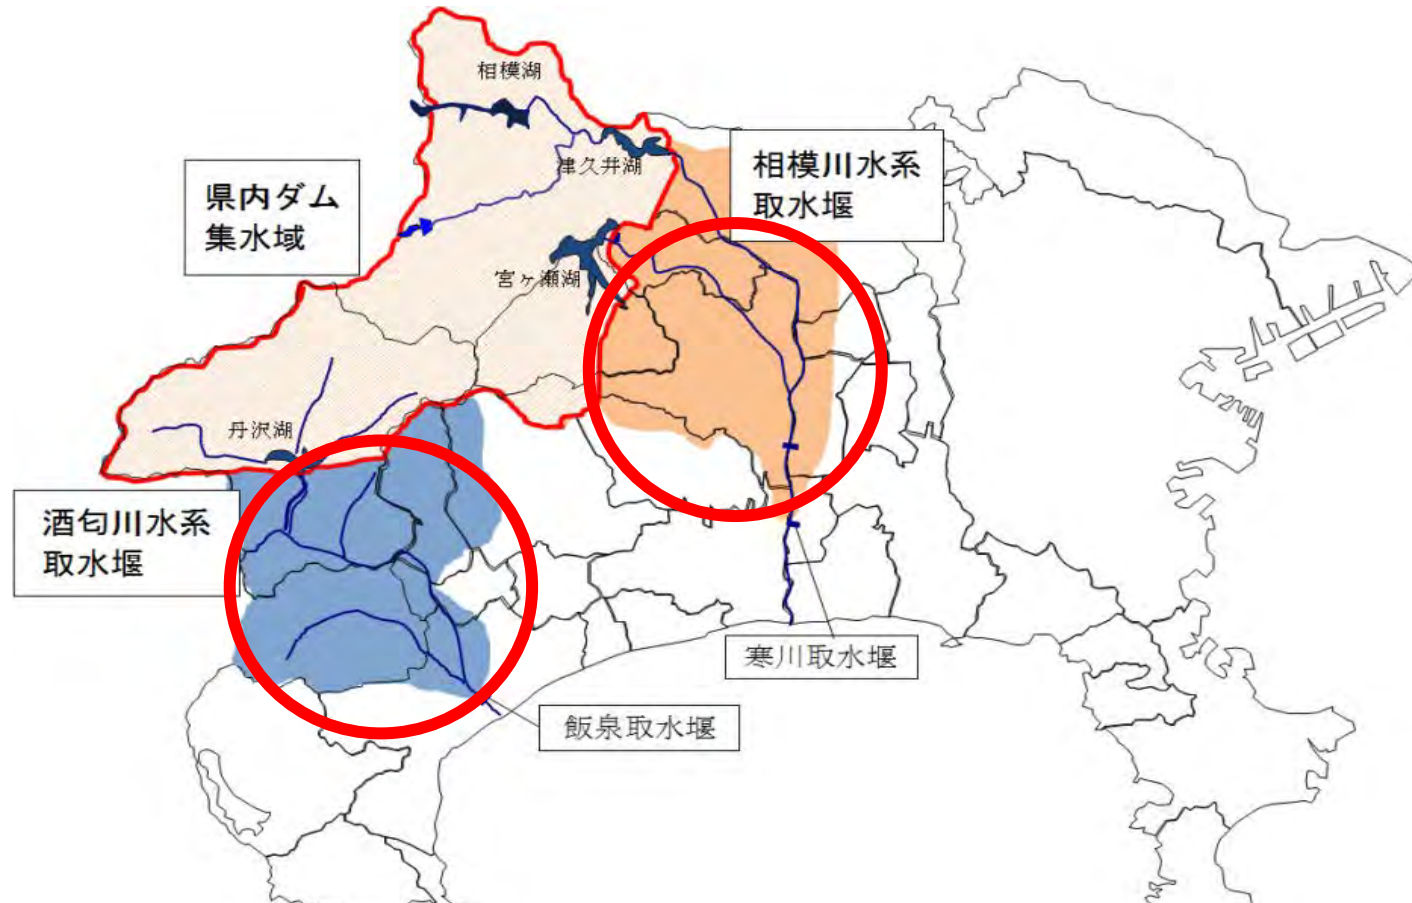 相模湖
津久井湖
相模川水系
取水堰
県内ダム
集水域
宮ヶ瀬湖
丹沢湖
酒匂川水系
取水堰
寒川取水堰
飯泉取水堰